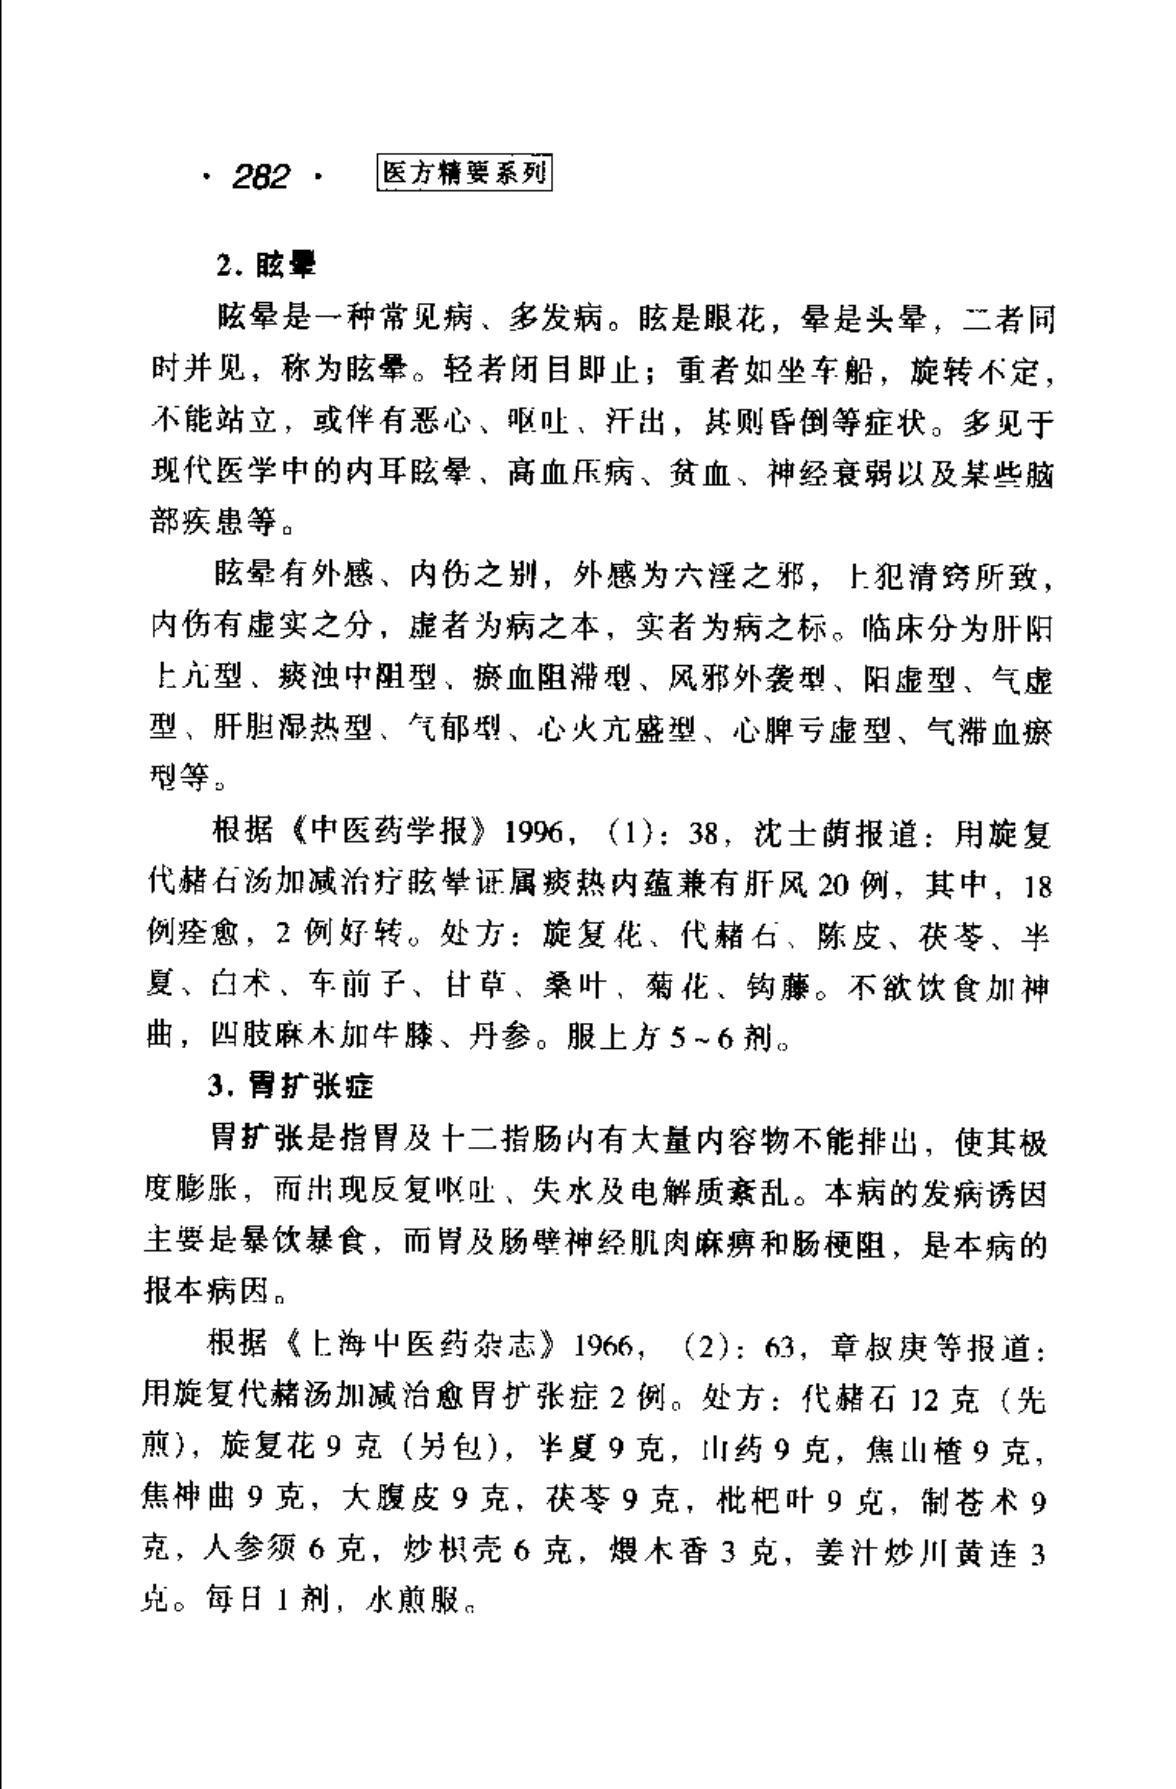 · 282 ·　医方精要系列
2. 眩晕
眩晕是一种常见病、多发病。眩是眼花，晕是头晕，二者同
时并见，称为眩晕。轻者闭目即止；重者如坐车船，旋转不定，
不能站立，或伴有恶心、呕吐、汗出，甚则昏倒等症状。多见于
现代医学中的内耳眩晕、高血压病、贫血、神经衰弱以及某些脑
部疾患等。
眩晕有外感、内伤之别，外感为六淫之邪，上犯清窍所致，
内伤有虚实之分，虚者为病之本，实者为病之标。临床分为肝阳
上亢型、痰浊中阻型、瘀血阻滞型、风邪外袭型、阳虚型、气虚
型、肝胆湿热型、气郁型、心火亢盛型、心脾亏虚型、气滞血瘀
型等。
根据《中医药学报》1996，（1）：38，沈士荫报道：用旋复
代赭石汤加减治疗眩晕证属痰热内蕴兼有肝风 20 例，其中，18
例痊愈，2 例好转。处方：旋复花、代赭石、陈皮、茯苓、半
夏、白术、车前子、甘草、桑叶、菊花、钩藤。不欲饮食加神
曲，四肢麻木加牛膝、丹参。服上方 5～6 剂。
3. 胃扩张症
胃扩张是指胃及十二指肠内有大量内容物不能排出，使其极
度膨胀，而出现反复呕吐、失水及电解质紊乱。本病的发病诱因
主要是暴饮暴食，而胃及肠壁神经肌肉麻痹和肠梗阻，是本病的
报本病因。
根据《上海中医药杂志》1966，（2）：63，章叔庚等报道：
用旋复代赭汤加减治愈胃扩张症 2 例。处方：代赭石 12 克（先
煎），旋复花 9 克（另包），半夏 9 克，山药 9 克，焦山楂 9 克，
焦神曲 9 克，大腹皮 9 克，茯苓 9 克，枇杷叶 9 克，制苍术 9
克，人参须 6 克，炒枳壳 6 克，煨木香 3 克，姜汁炒川黄连 3
克。每日 1 剂，水煎服。